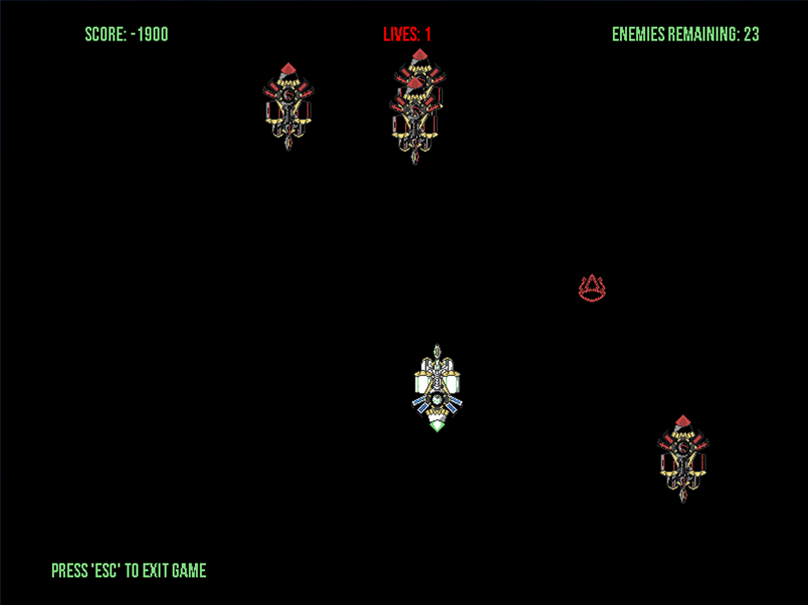 SCORE: -1900
LIVES: 1
ENEMIES REMAINING: 23
PRESS 'ESC' TO EXIT GAME